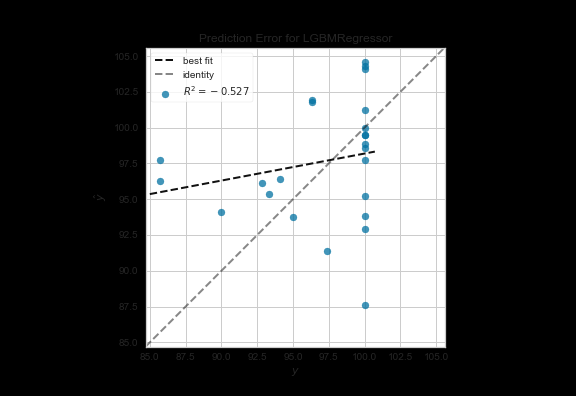 Prediction Error for LGBMRegressor
best fit
identity
R² = −0.527
105.0
102.5
100.0
97.5
95.0
92.5
90.0
87.5
85.0
ŷ
85.0 87.5 90.0 92.5 95.0 97.5 100.0 102.5 105.0
y